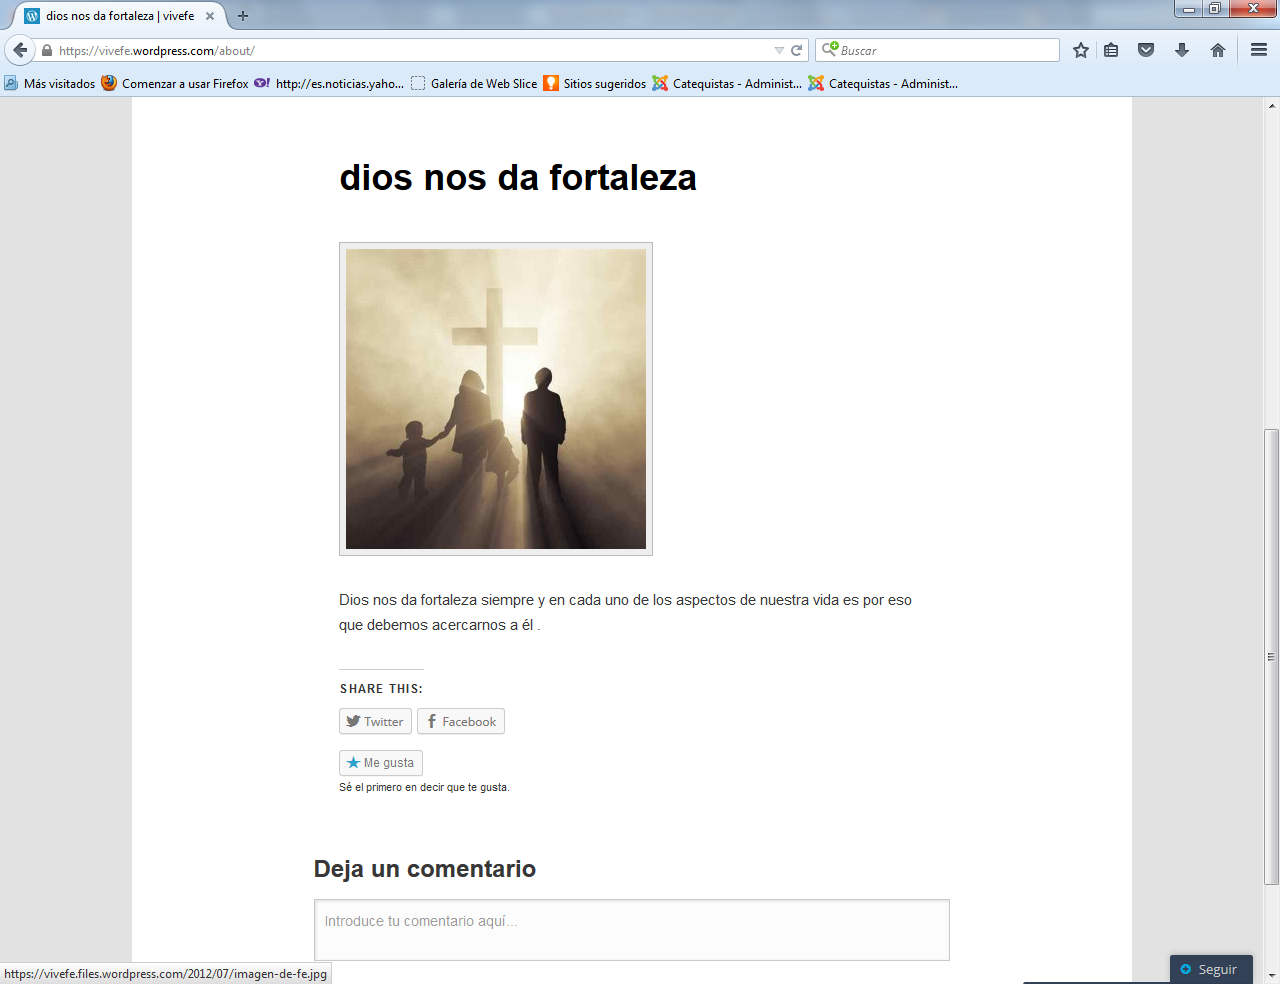 dios nos da fortaleza | vivefe
https://vivefe.wordpress.com/about/
Buscar
Más visitados
Comenzar a usar Firefox
http://es.noticias.yaho...
Galería de Web Slice
Sitios sugeridos
Catequistas - Administ...
Catequistas - Administ...
dios nos da fortaleza
Dios nos da fortaleza siempre y en cada uno de los aspectos de nuestra vida es por eso
que debemos acercarnos a él .
SHARE THIS:
Twitter
Facebook
Me gusta
Sé el primero en decir que te gusta.
Deja un comentario
Introduce tu comentario aquí...
https://vivefe.files.wordpress.com/2012/07/imagen-de-fe.jpg
Seguir